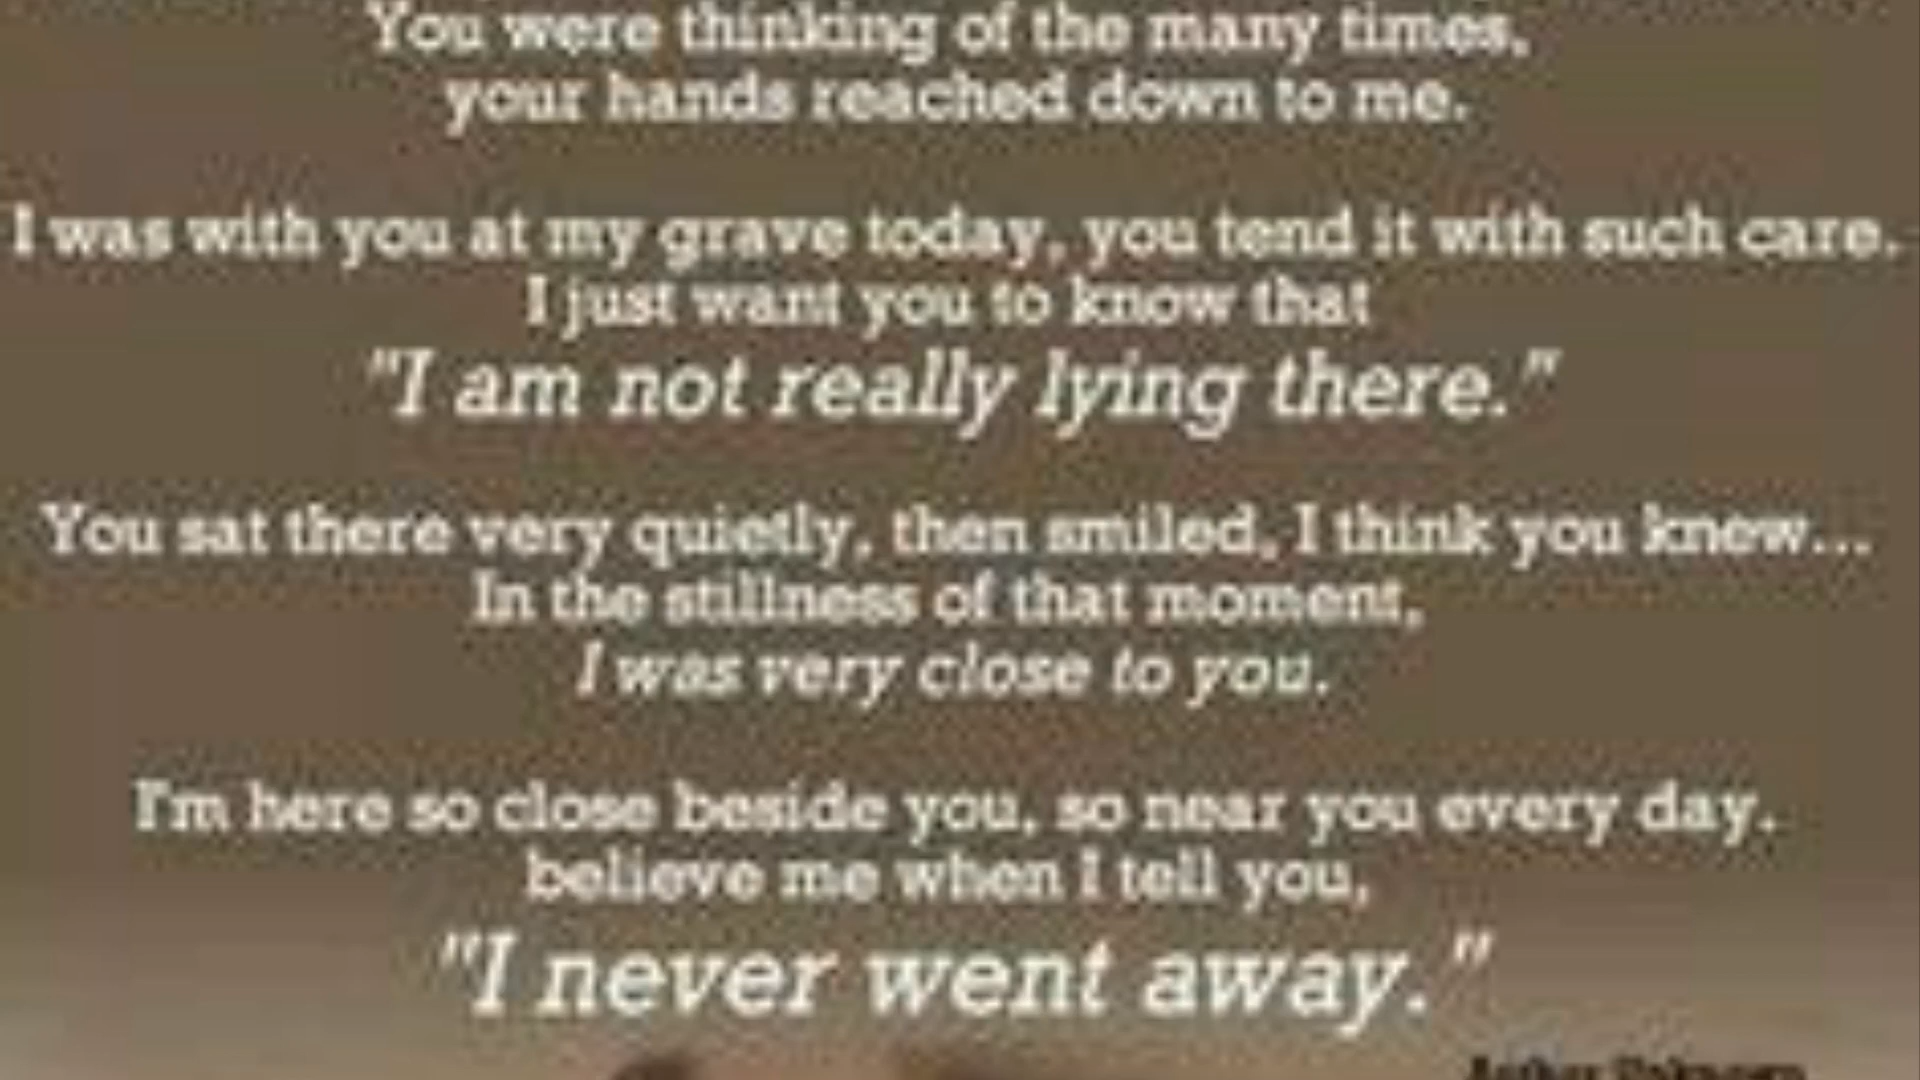 You were thinking of the many times,
your hands reached down to me.
I was with you at my grave today, you tend it with such care.
I just want you to know that
"I am not really lying there."
You sat there very quietly, then smiled, I think you knew...
In the stillness of that moment,
I was very close to you.
I'm here so close beside you, so near you every day.
believe me when I tell you,
"I never went away."
Author Unknown